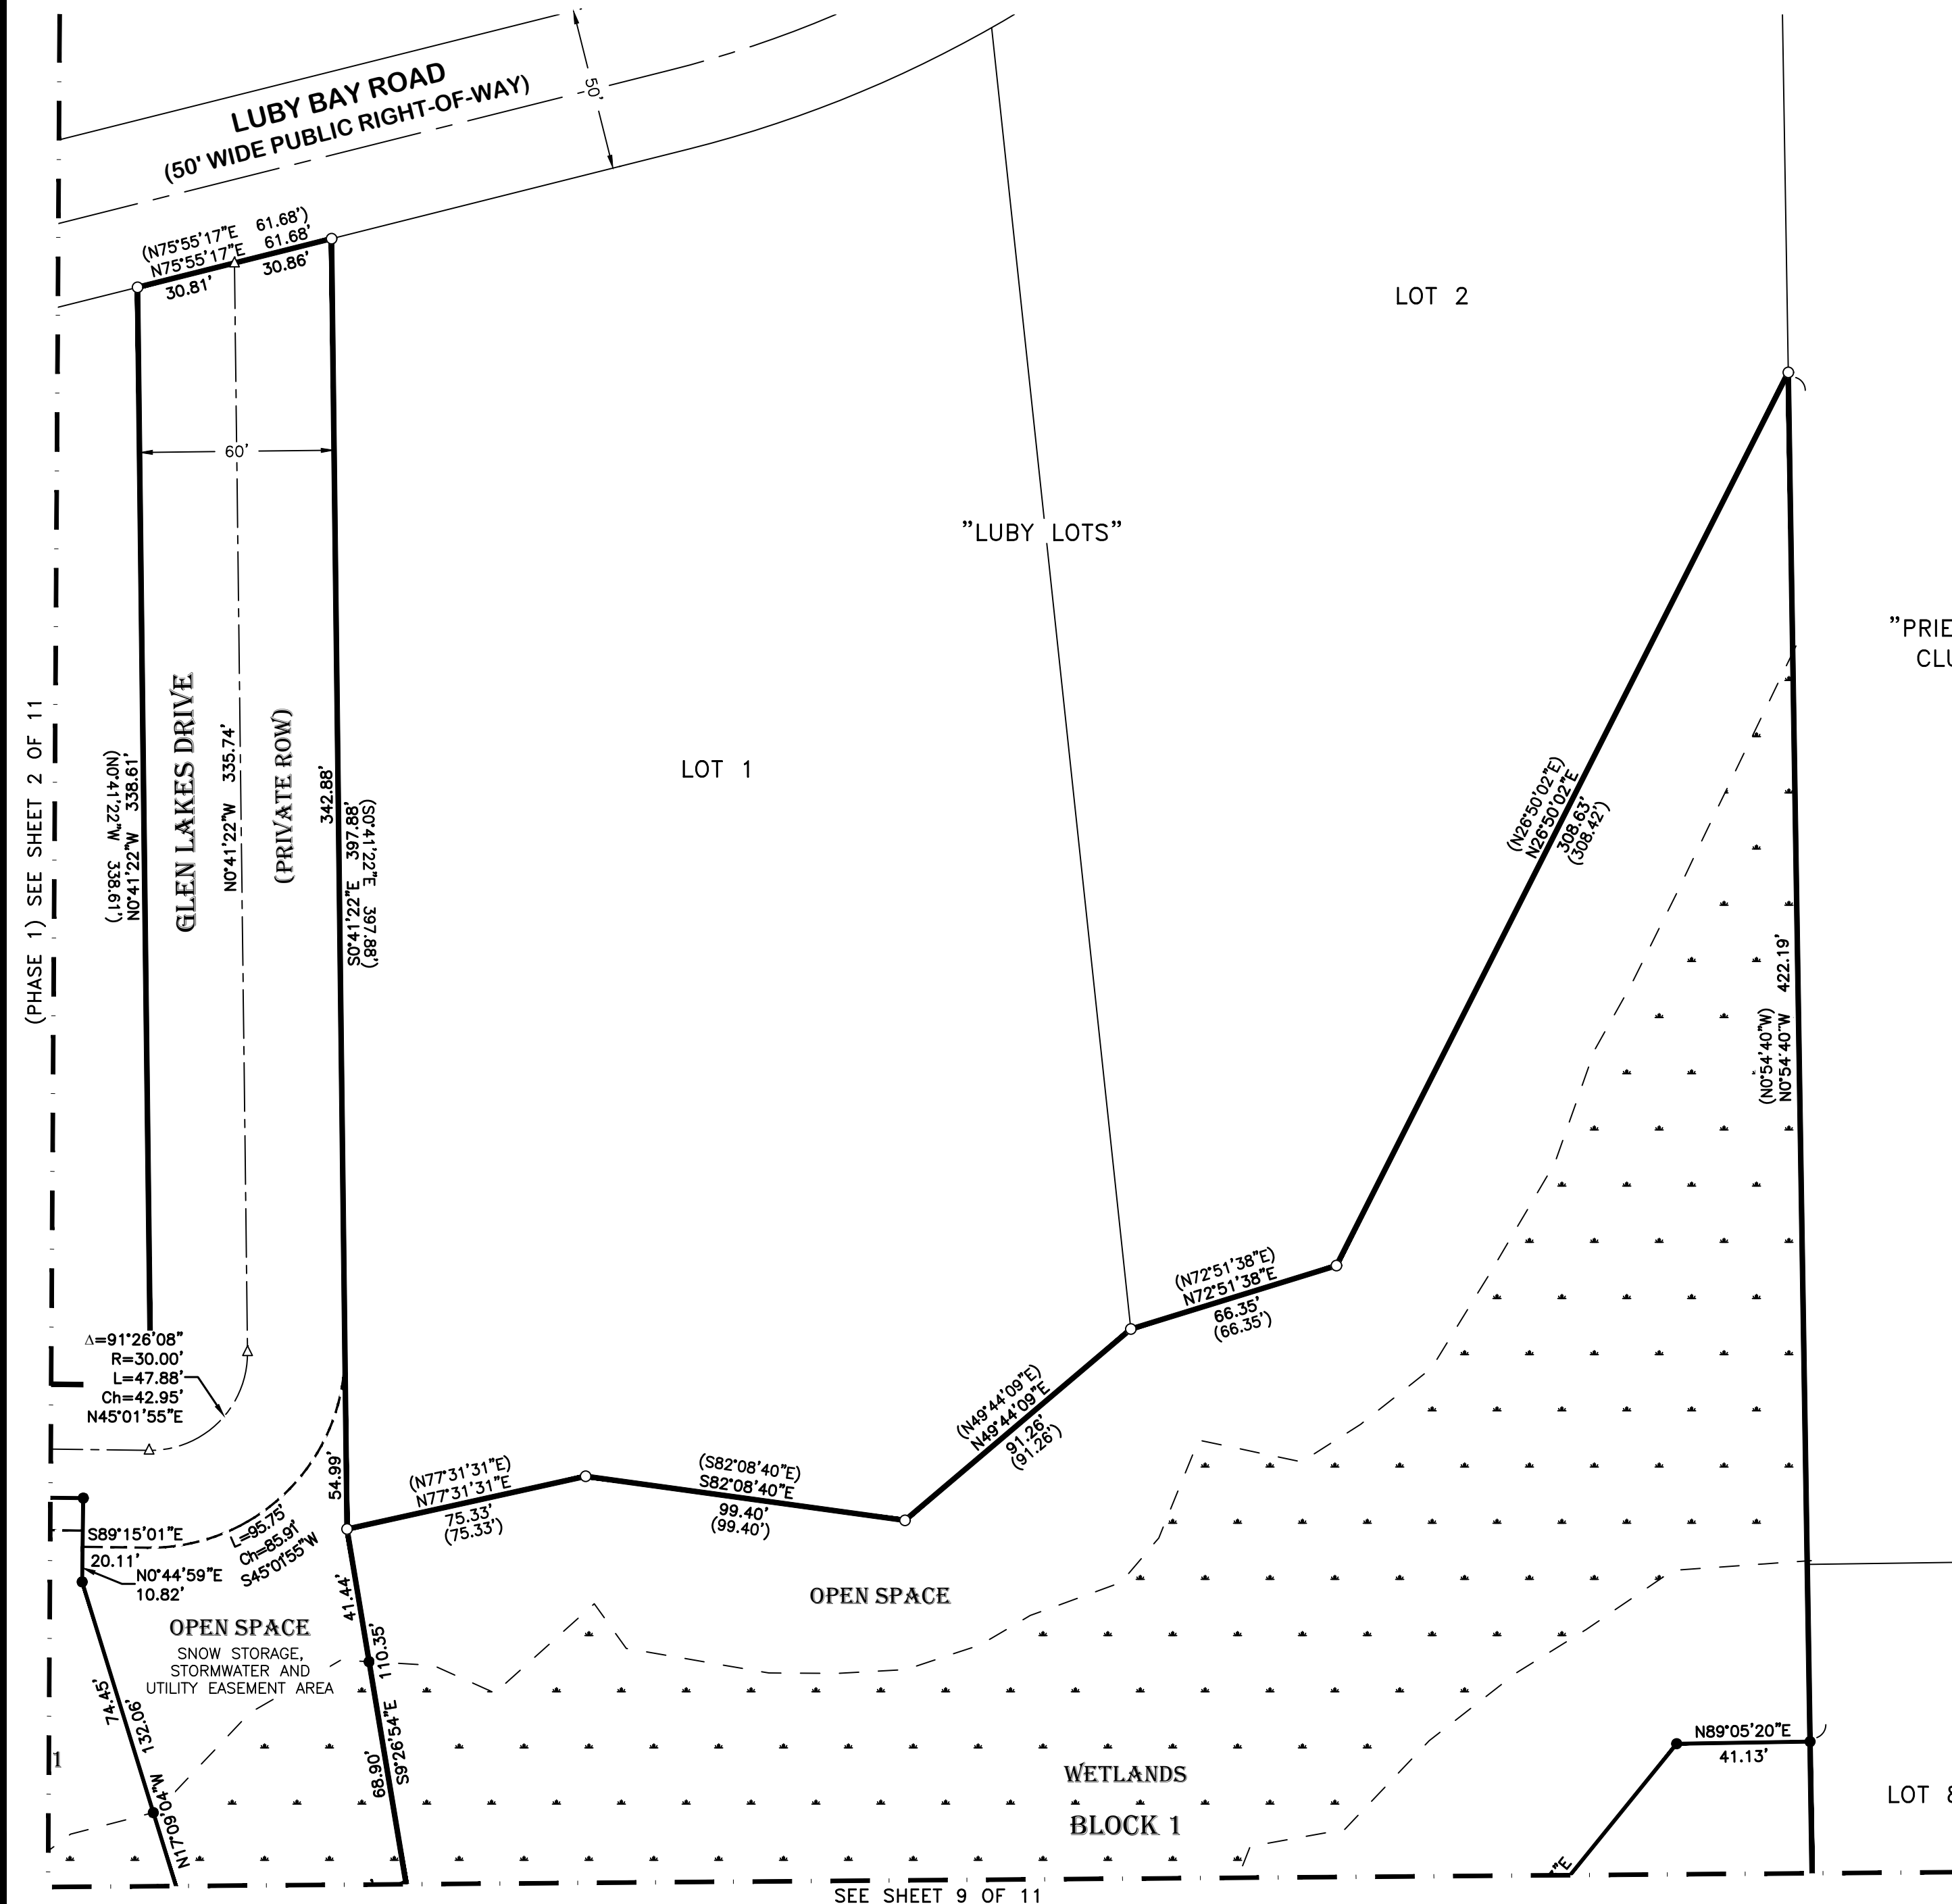 LUBY BAY ROAD
(50' WIDE PUBLIC RIGHT-OF-WAY)
50'
(N75°55'17"E 61.68')
N75°55'17"E 61.68'
30.81'
30.86'
60'
LOT 2
"LUBY LOTS"
LOT 1
(PHASE 1) SEE SHEET 2 OF 11
(N0°41'22"W 338.61')
N0°41'22"W 338.61'
GLEN LAKES DRIVE
N0°41'22"W 335.74'
(PRIVATE ROW)
342.88'
S0°41'22"E 397.88'
(S0°41'22"E 397.88')
(N26°50'02"E)
N26°50'02"E
308.63'
(308.42')
"PRIE
CLU
422.19'
(N0°54'40"W)
N0°54'40"W
Δ=91°26'08"
R=30.00'
L=47.88'
Ch=42.95'
N45°01'55"E
54.99'
(N77°31'31"E)
N77°31'31"E
75.33'
(75.33')
(S82°08'40"E)
S82°08'40"E
99.40'
(99.40')
(N49°44'09"E)
N49°44'09"E
91.26'
(91.26')
(N72°51'38"E)
N72°51'38"E
66.35'
(66.35')
S89°15'01"E
20.11'
N0°44'59"E
10.82'
L=95.75'
Ch=85.91'
S45°01'55"W
OPEN SPACE
SNOW STORAGE,
STORMWATER AND
UTILITY EASEMENT AREA
41.44'
110.35'
68.90'
S9°26'54"E
74.45'
132.06'
N17°09'04"W
1
OPEN SPACE
WETLANDS
BLOCK 1
N89°05'20"E
41.13'
LOT 8
"E
SEE SHEET 9 OF 11